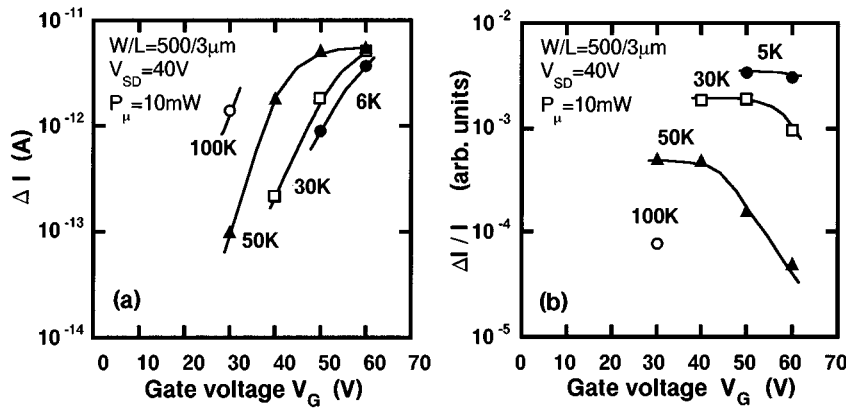 10⁻¹¹
10⁻¹²
10⁻¹³
10⁻¹⁴
Δ I (A)
W/L=500/3μm
V_SD=40V
P_μ=10mW
100K
6K
30K
50K
(a)
0 10 20 30 40 50 60 70
Gate voltage V_G (V)
10⁻²
10⁻³
10⁻⁴
10⁻⁵
ΔI / I (arb. units)
W/L=500/3μm
V_SD=40V
P_μ=10mW
5K
30K
50K
100K
(b)
0 10 20 30 40 50 60 70
Gate voltage V_G (V)